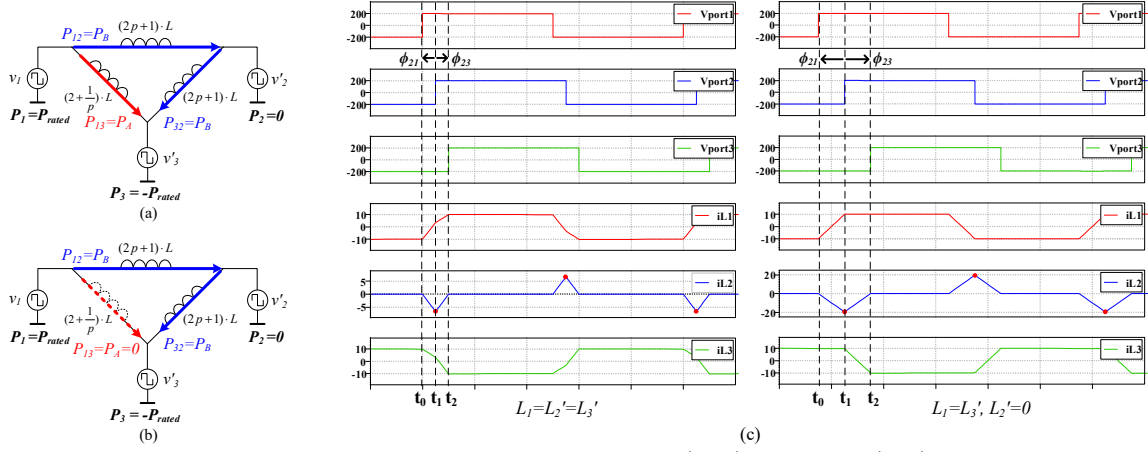 P12=PB (2p+1)·L
v1
P1=Prated
(2+1/p)·L
P13=PA
(2p+1)·L
P32=PB
v'2
P2=0
v'3
P3 = -Prated
(a)
P12=PB (2p+1)·L
v1
P1=Prated
(2+1/p)·L
P13=PA=0
(2p+1)·L
P32=PB
v'2
P2=0
v'3
P3 = -Prated
(b)
200
0
-200
Vport1
ϕ21 ϕ23
200
0
-200
Vport2
200
0
-200
Vport3
10
0
-10
iL1
5
0
-5
iL2
10
0
-10
iL3
t0 t1 t2
L1=L2'=L3'
200
0
-200
Vport1
ϕ21 ϕ23
200
0
-200
Vport2
200
0
-200
Vport3
10
0
-10
iL1
20
0
-20
iL2
10
0
-10
iL3
t0 t1 t2
L1=L3', L2'=0
(c)